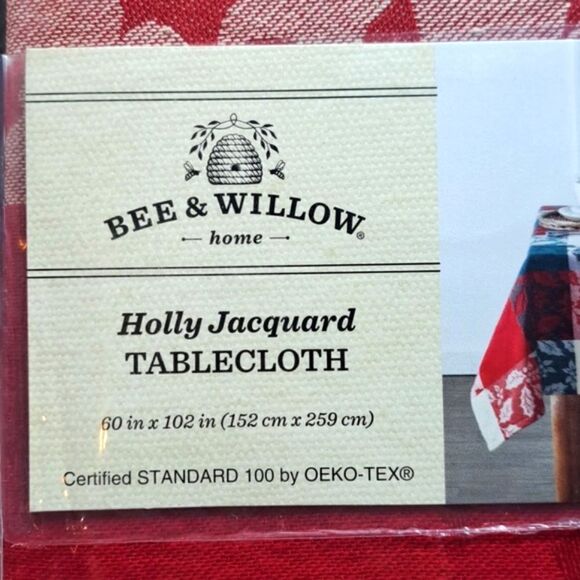 BEE & WILLOW®
home
Holly Jacquard
TABLECLOTH
60 in x 102 in (152 cm x 259 cm)
Certified STANDARD 100 by OEKO-TEX®